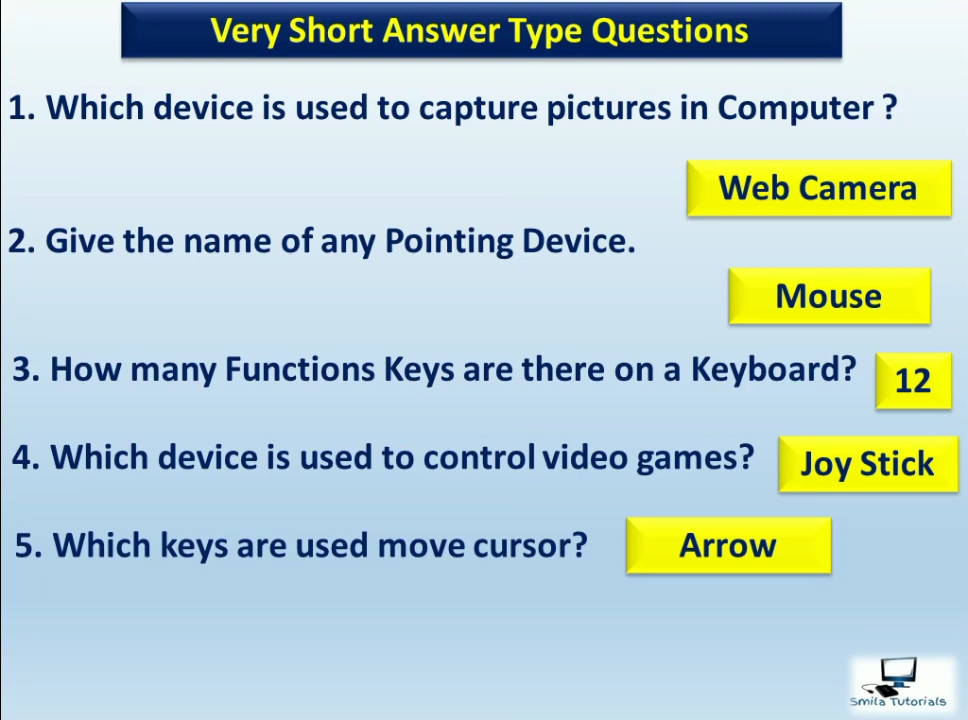 Very Short Answer Type Questions
1. Which device is used to capture pictures in Computer ?
Web Camera
2. Give the name of any Pointing Device.
Mouse
3. How many Functions Keys are there on a Keyboard?
12
4. Which device is used to control video games?
Joy Stick
5. Which keys are used move cursor?
Arrow
Smita Tutorials